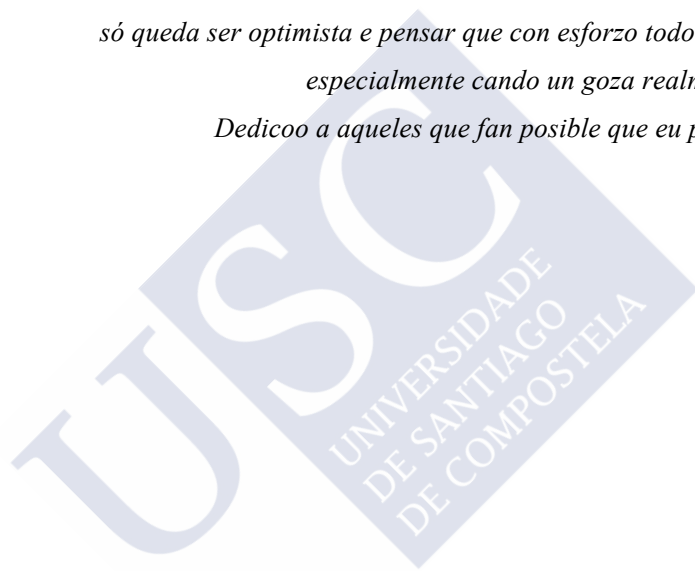 só queda ser optimista e pensar que con esforzo todo
especialmente cando un goza
Dedicoo a aqueles que fan posible que eu
USC
UNIVERSIDADE
DE SANTIAGO
DE COMPOSTELA